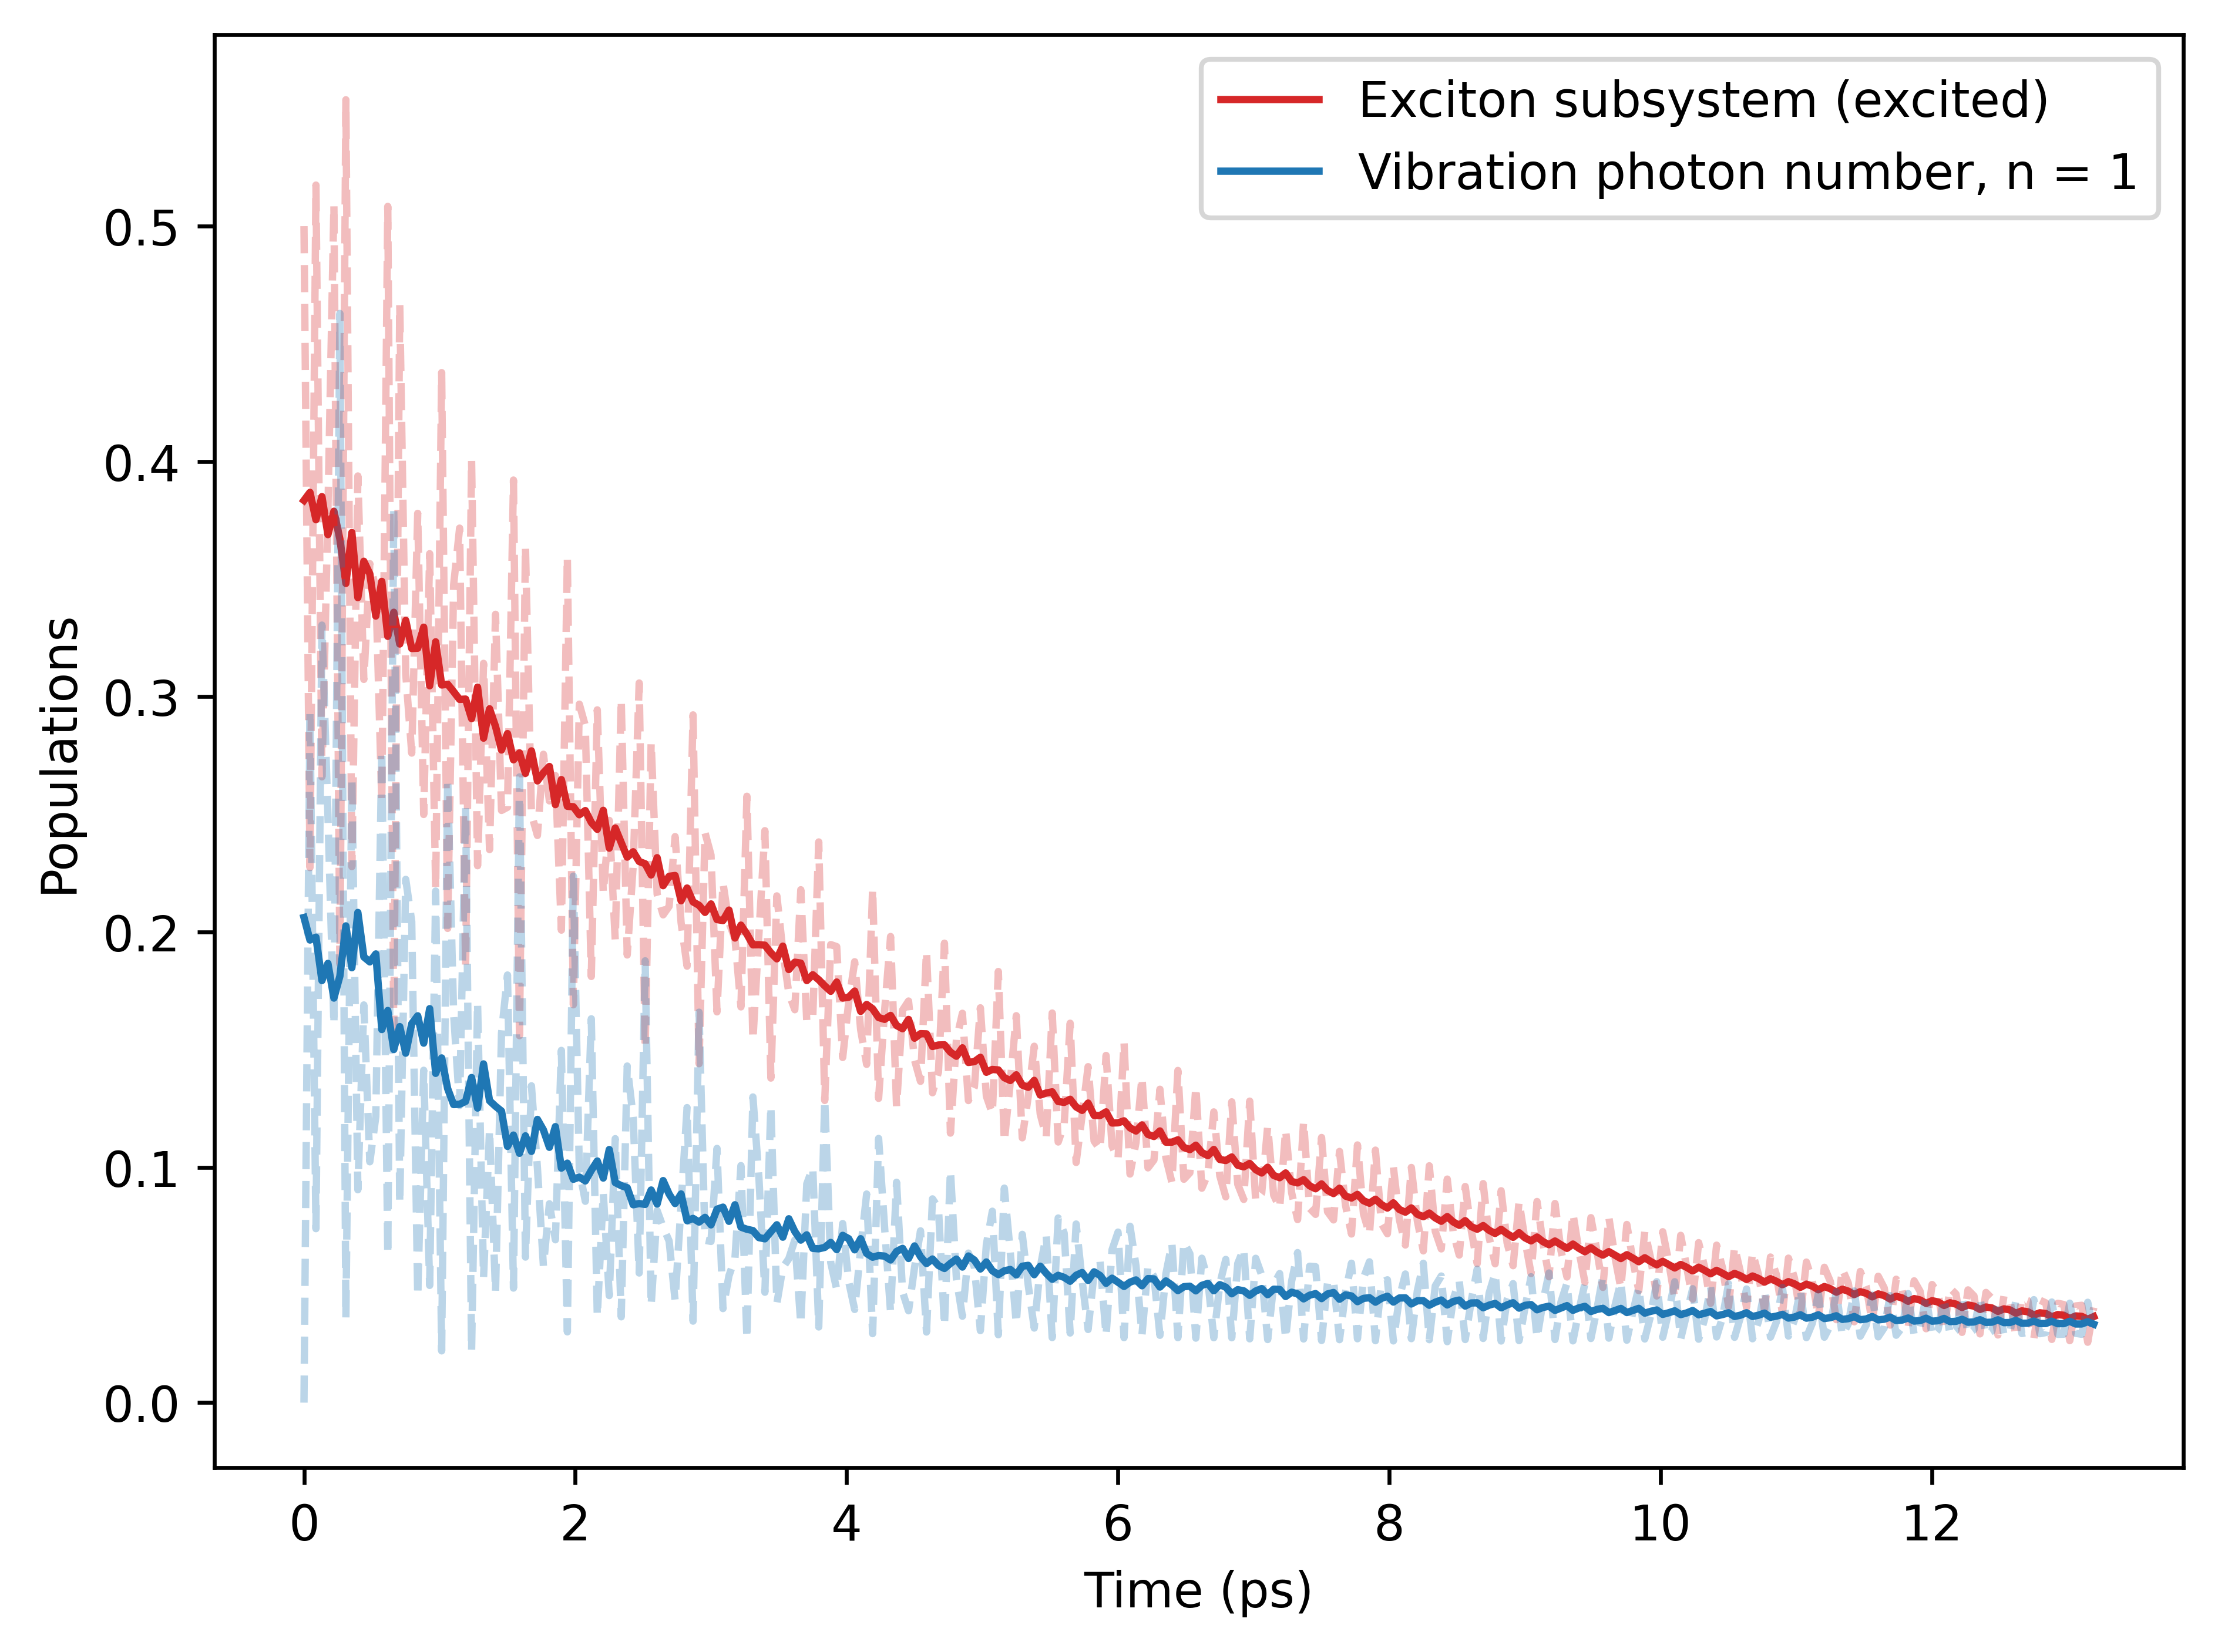 Exciton subsystem (excited)
Vibration photon number, n = 1
Populations
0.5
0.4
0.3
0.2
0.1
0.0
0 2 4 6 8 10 12
Time (ps)